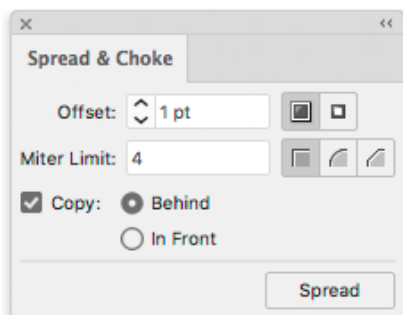 Spread & Choke
Offset: 1 pt
Miter Limit: 4
Copy: Behind
In Front
Spread